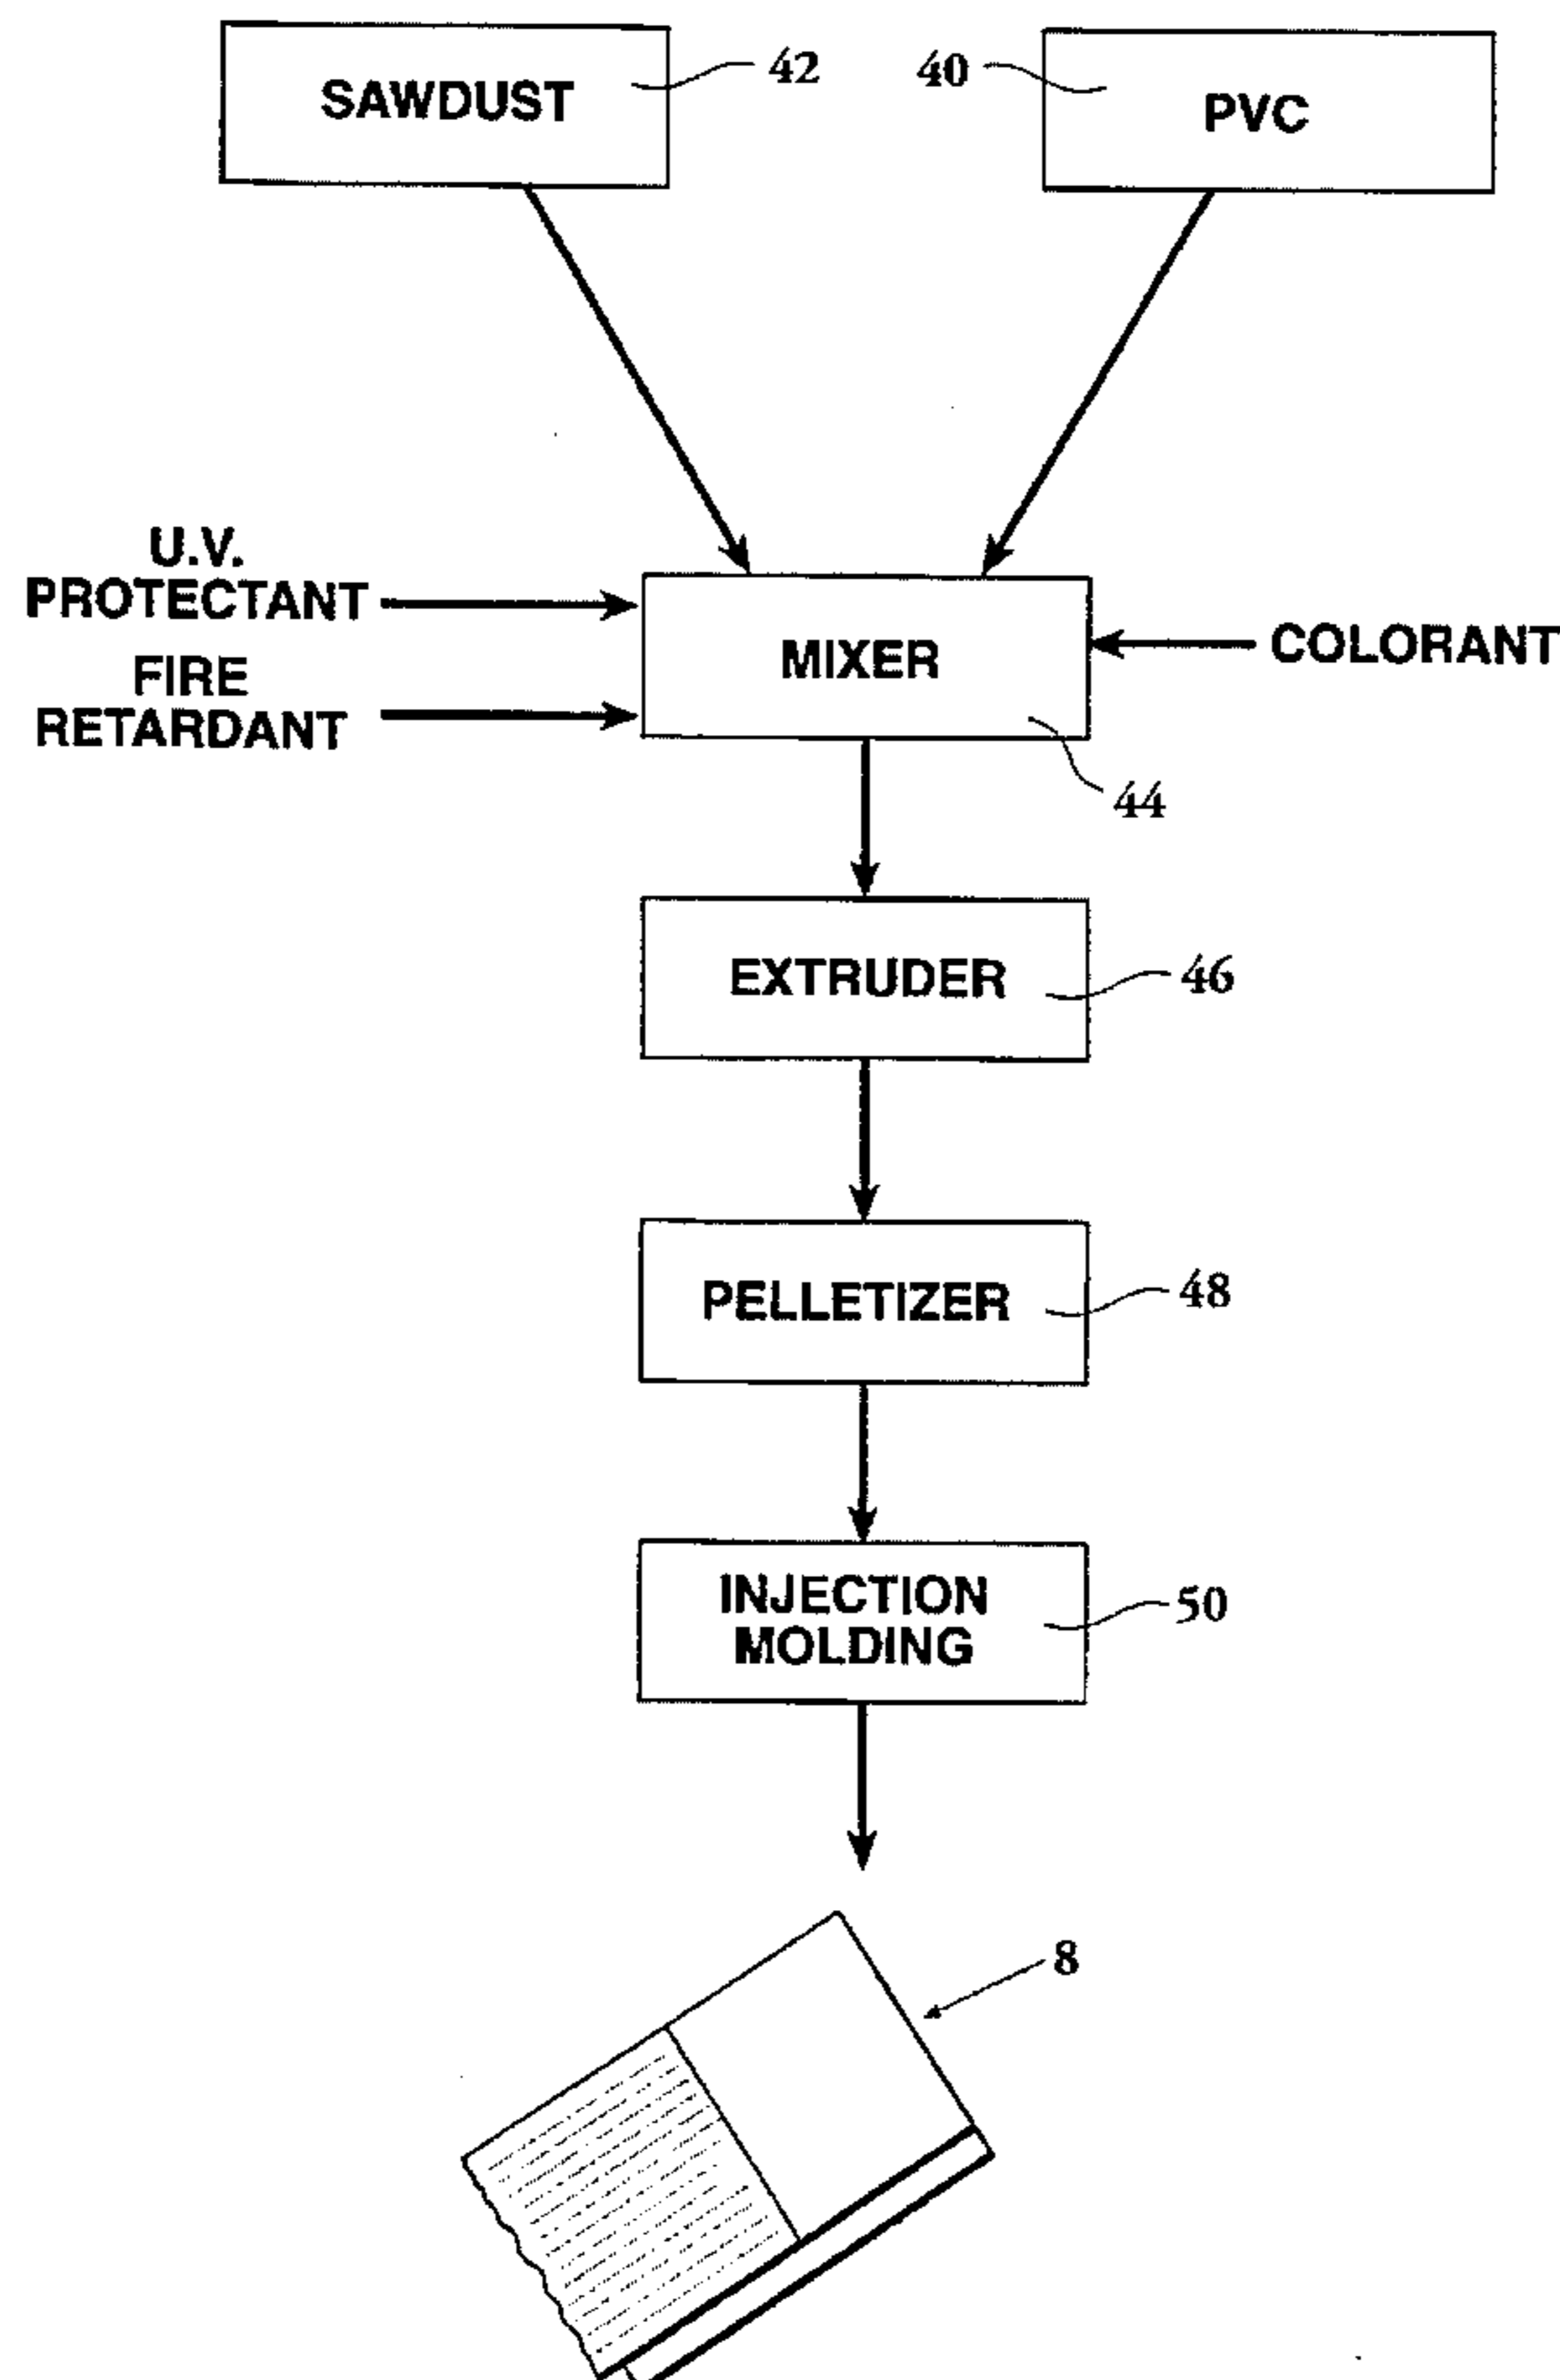 SAWDUST
42
40
PVC
U.V.
PROTECTANT
FIRE
RETARDANT
MIXER
COLORANT
44
EXTRUDER
46
PELLETIZER
48
INJECTION
MOLDING
50
8